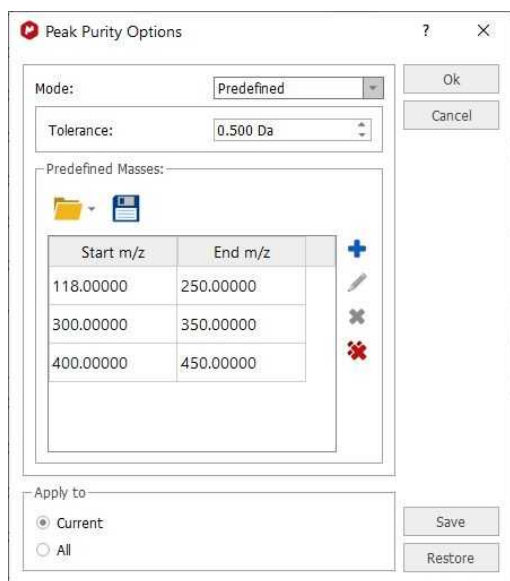 Peak Purity Options
?
Mode: Predefined
Ok
Tolerance: 0.500 Da
Cancel
Predefined Masses:
Start m/z End m/z
118.00000 250.00000
300.00000 350.00000
400.00000 450.00000
Apply to
Current
All
Save
Restore